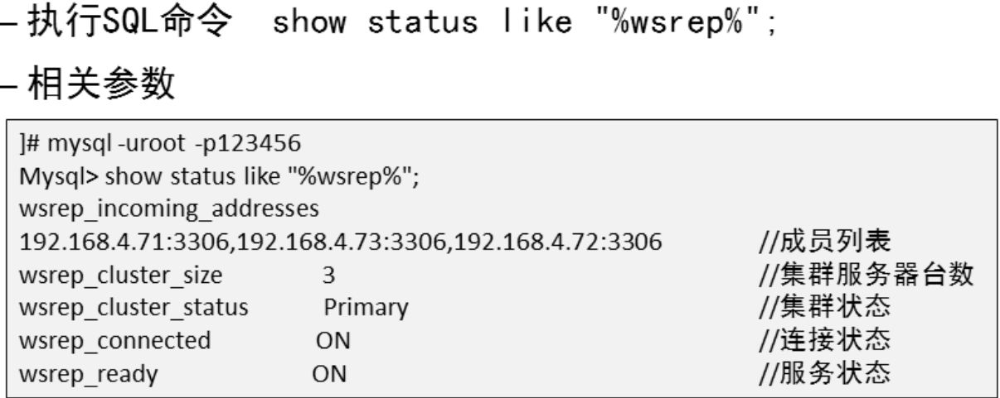 – 执行SQL命令 show status like "%wsrep%";
– 相关参数
]# mysql -uroot -p123456
Mysql> show status like "%wsrep%";
wsrep_incoming_addresses
192.168.4.71:3306,192.168.4.73:3306,192.168.4.72:3306 //成员列表
wsrep_cluster_size 3 //集群服务器台数
wsrep_cluster_status Primary //集群状态
wsrep_connected ON //连接状态
wsrep_ready ON //服务状态